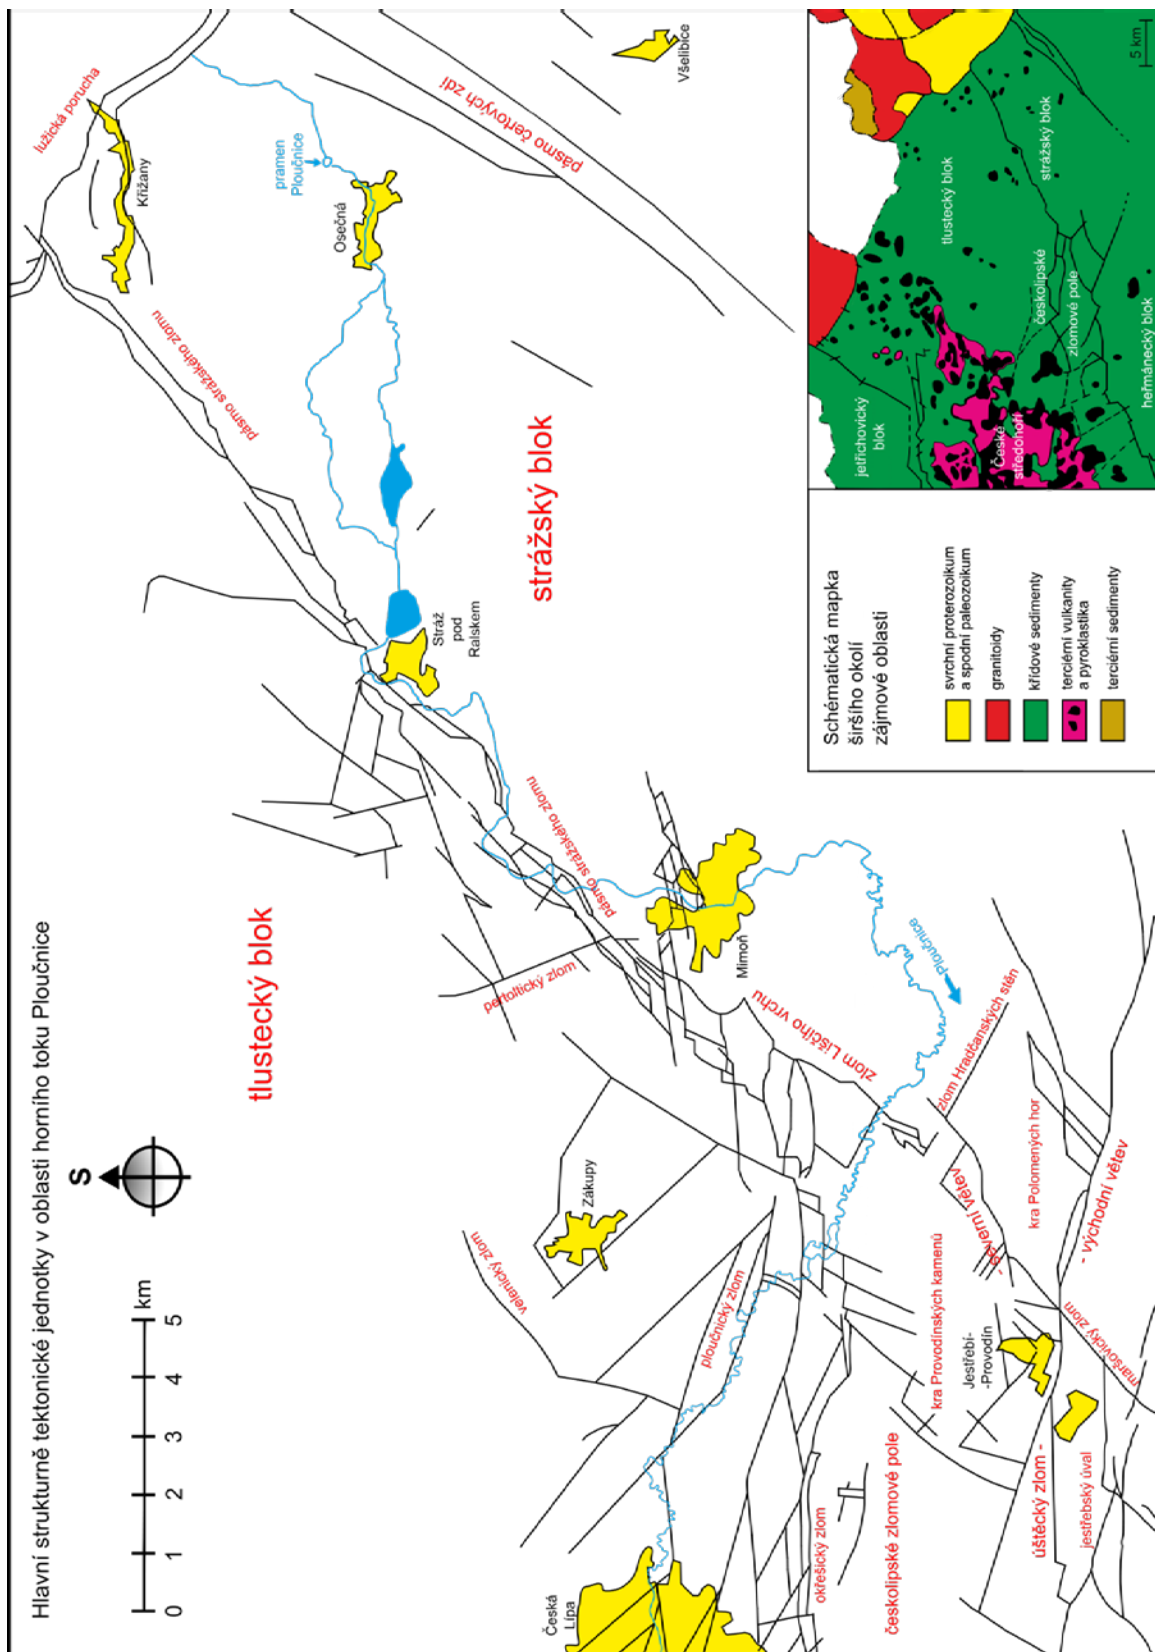 Hlavní strukturně tektonické jednotky v oblasti horního toku Ploučnice
S
0 1 2 3 4 5 km
lužická porucha
Křižany
pramen
Ploučnice
Osečná
Všelibice
pásmo čertových zdí
pásmo strážského zlomu
Stráž
pod
Ralskem
strážský blok
tlustecký blok
pásmo strážského zlomu
pertoltický zlom
Mimoň
zlom Liščího vrchu
Ploučnice
zlom Hradčanských stěn
Zákupy
velenický zlom
ploučnický zlom
kra Polomených hor
- severní větev
- východní větev
kra Provodínských kamenů
Jestřebí-
-Provodín
maršovický zlom
Česká
Lípa
okřešický zlom
českolipské zlomové pole
úštěcký zlom -
jestřebský úval
Schématická mapka
širšího okolí
zájmové oblasti
svrchní proterozoikum
a spodní paleozoikum
granitoidy
křídové sedimenty
terciérní vulkanity
a pyroklastika
terciérní sedimenty
jetřichovický
blok
tlustecký blok
strážský blok
České
středohoří
českolipské
zlomové pole
heřmánecký blok
5 km